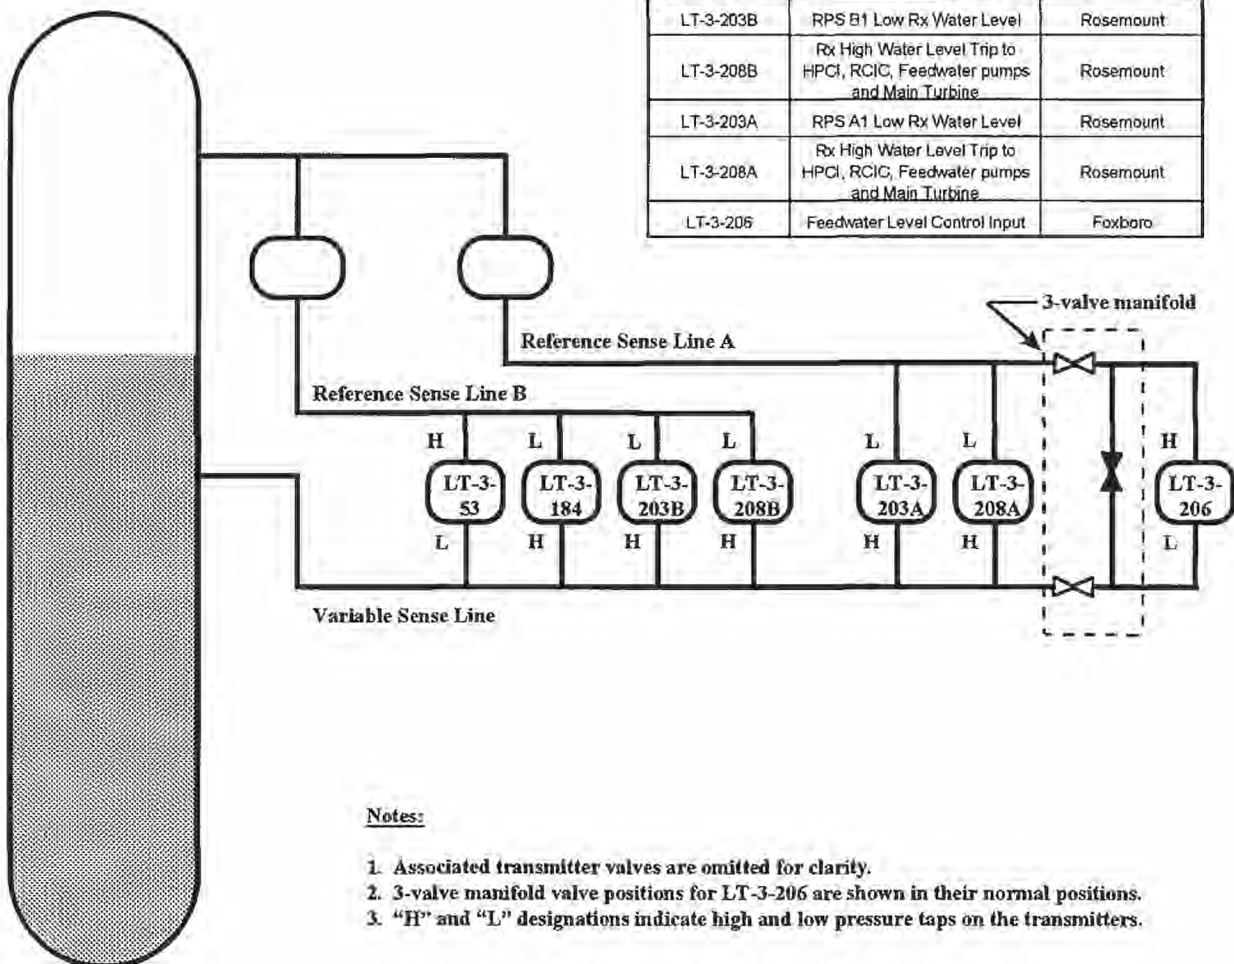 LT-3-203B RPS B1 Low Rx Water Level Rosemount
Rx High Water Level Trip to
LT-3-208B HPCI, RCIC, Feedwater pumps Rosemount
and Main Turbine
LT-3-203A RPS A1 Low Rx Water Level Rosemount
Rx High Water Level Trip to
LT-3-208A HPCI, RCIC, Feedwater pumps Rosemount
and Main Turbine
LT-3-206 Feedwater Level Control Input Foxboro
3-valve manifold
Reference Sense Line A
Reference Sense Line B
H L L L L L H
LT-3-
53
LT-3-
184
LT-3-
203B
LT-3-
208B
LT-3-
203A
LT-3-
208A
LT-3-
206
L H H H H H L
Variable Sense Line
Notes:
1. Associated transmitter valves are omitted for clarity.
2. 3-valve manifold valve positions for LT-3-206 are shown in their normal positions.
3. “H” and “L” designations indicate high and low pressure taps on the transmitters.